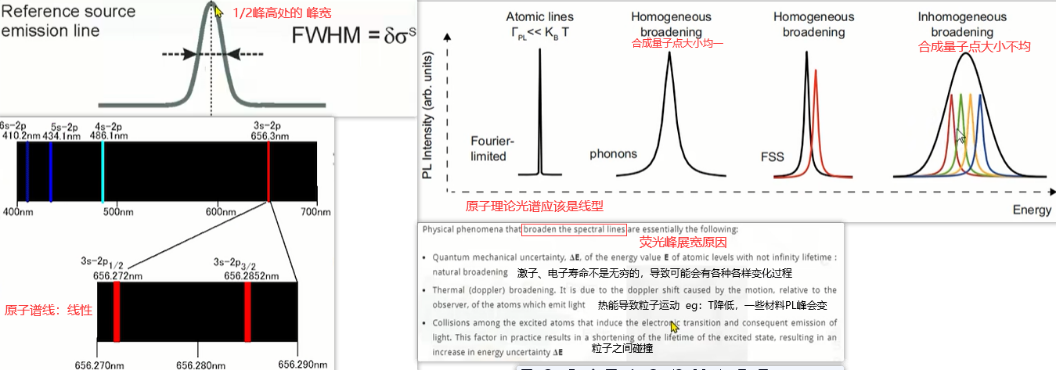 Reference source
emission line
1/2峰高处的 峰宽
FWHM = δσˢ
6s-2p
410.2nm
5s-2p
434.1nm
4s-2p
486.1nm
3s-2p
656.3nm
400nm
500nm
600nm
700nm
3s-2p1/2
656.272nm
3s-2p3/2
656.2852nm
原子谱线：线性
656.270nm
656.280nm
656.290nm
PL Intensity (arb. units)
Atomic lines
ΓPL<< KB T
Homogeneous
broadening
合成量子点大小均一
Homogeneous
broadening
Inhomogeneous
broadening
合成量子点大小不均
Fourier-
limited
phonons
FSS
原子理论光谱应该是线型
Energy
Physical phenomena that broaden the spectral lines are essentially the following:
荧光峰展宽原因
• Quantum mechanical uncertainty, ΔE, of the energy value E of atomic levels with not infinity lifetime :
natural broadening 激子、电子寿命不是无穷的，导致可能会有各种各样变化过程
• Thermal (doppler) broadening. It is due to the doppler shift caused by the motion, relative to the
observer, of the atoms which emit light 热能导致粒子运动 eg：T降低，一些材料PL峰会变
• Collisions among the excited atoms that induce the electronic transition and consequent emission of
light. This factor in practice results in a shortening of the lifetime of the excited state, resulting in an
increase in energy uncertainty ΔE 粒子之间碰撞